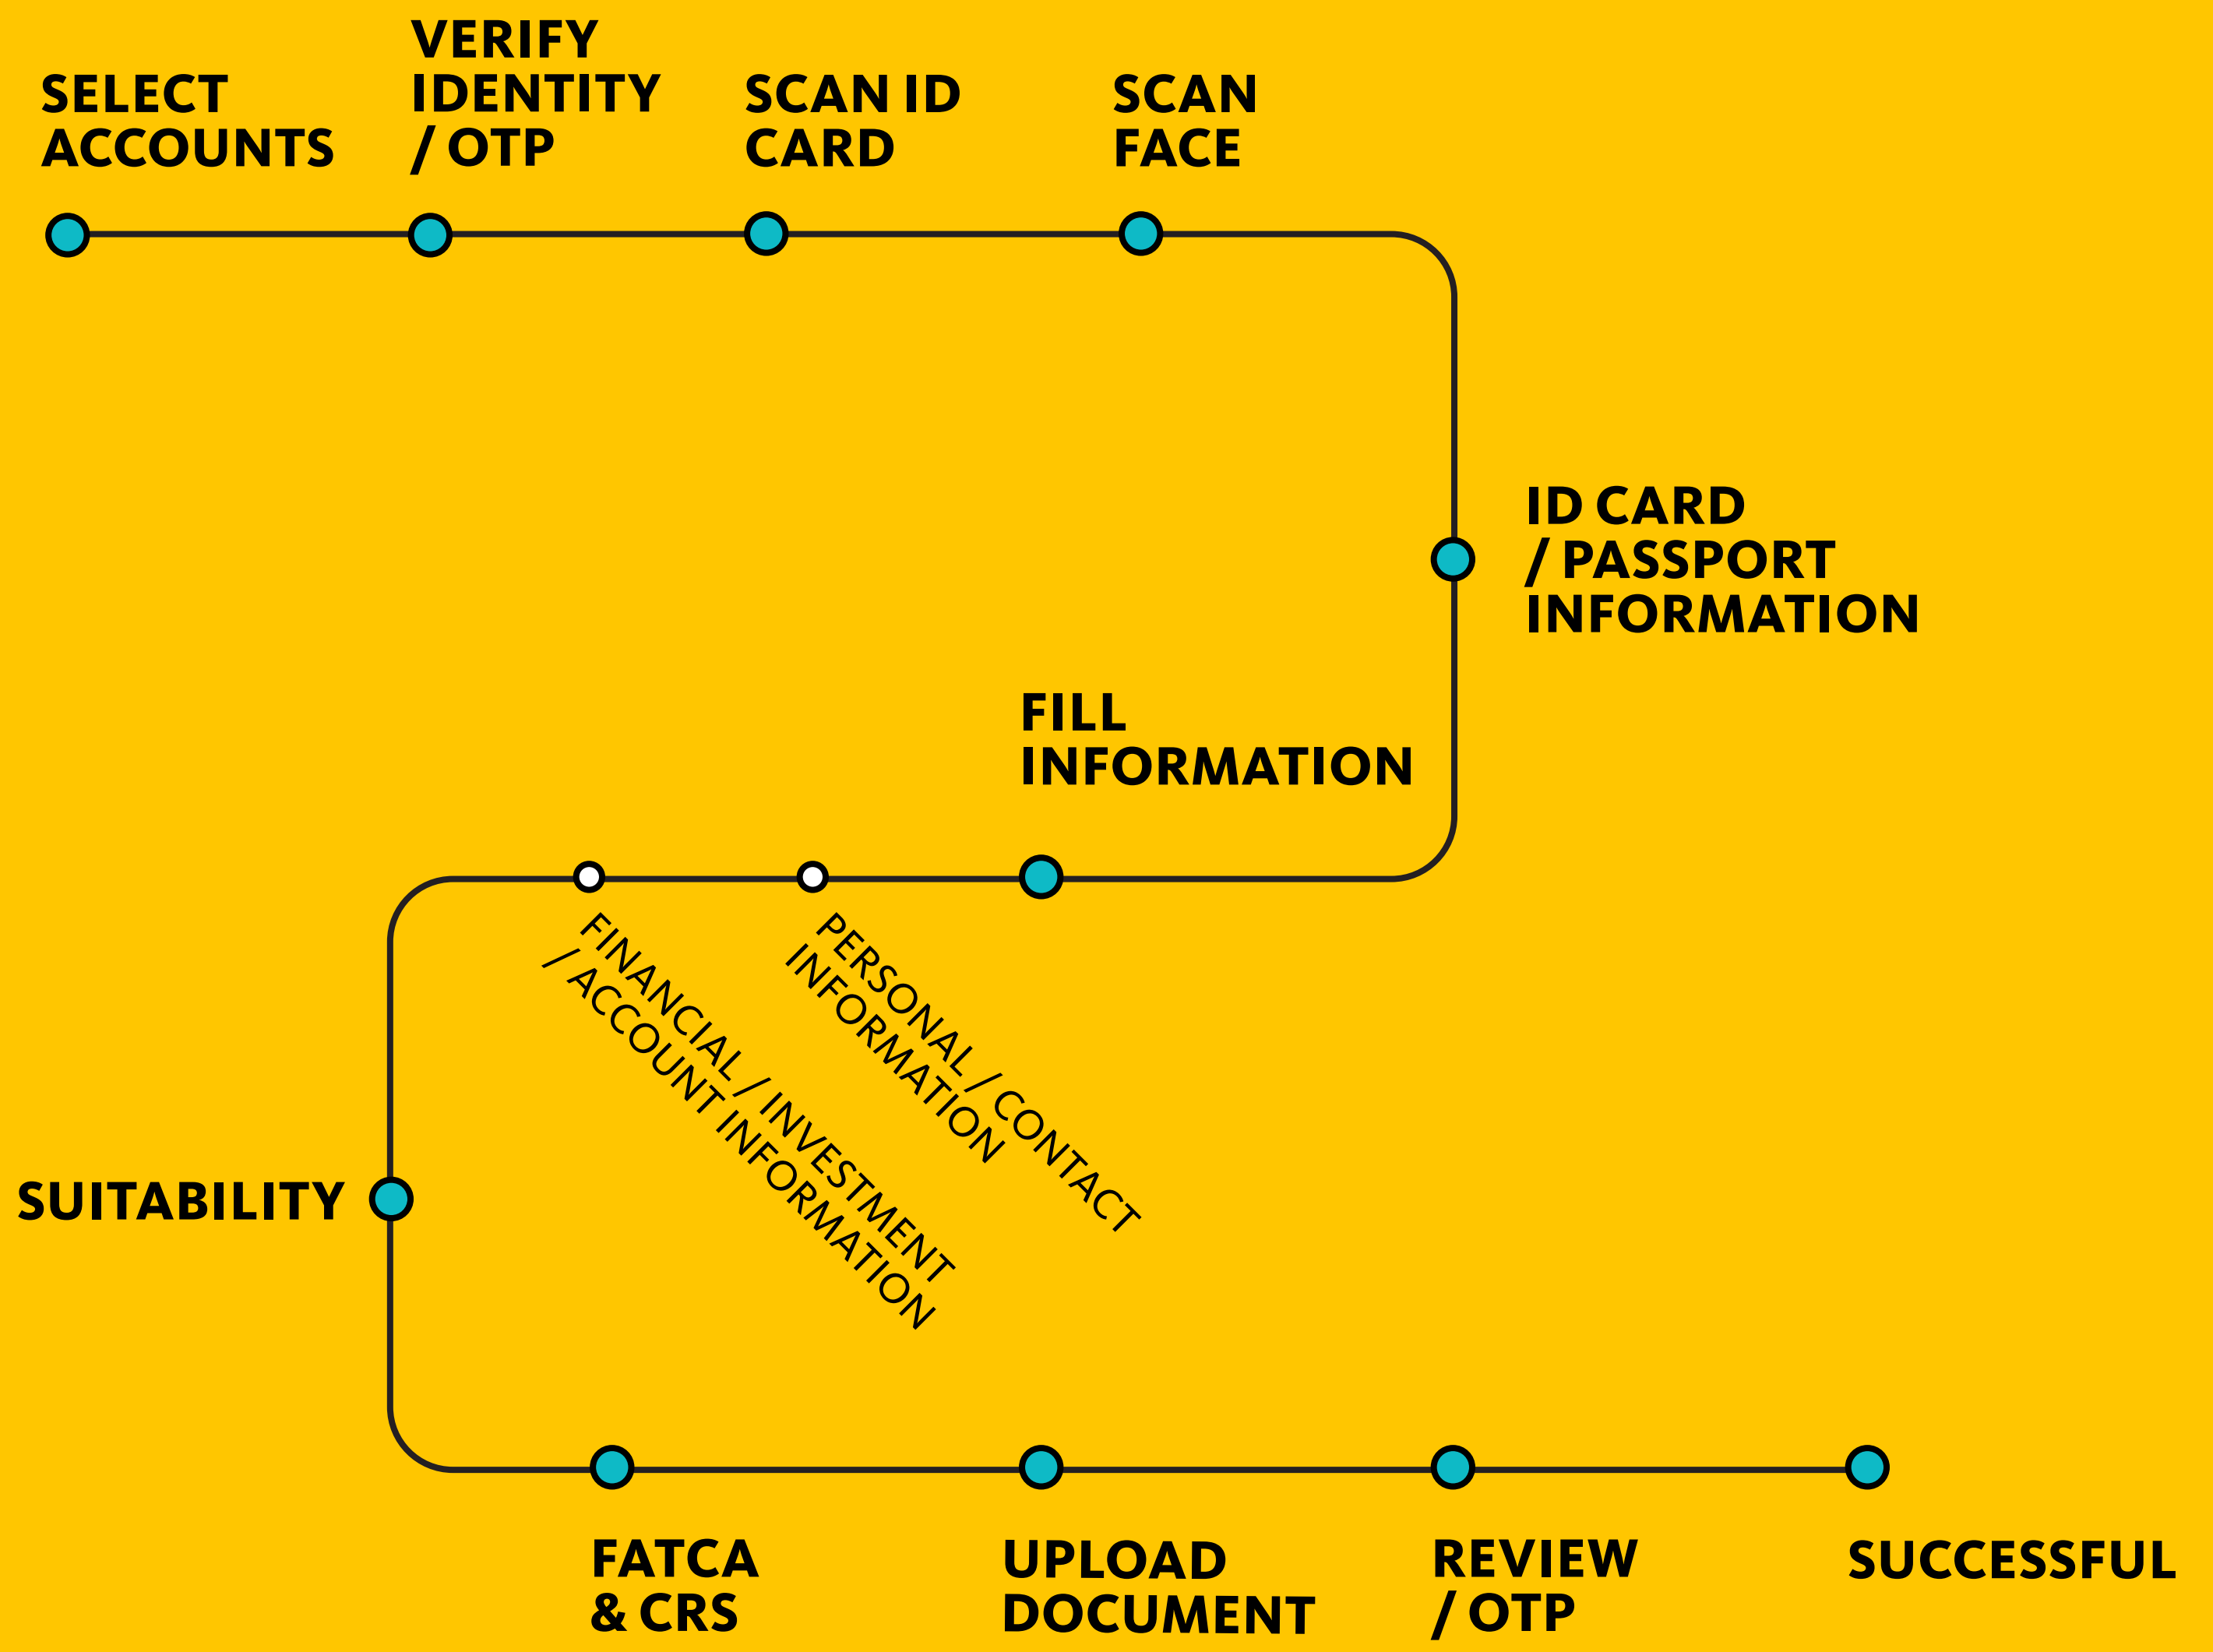 SELECT
ACCOUNTS
VERIFY
IDENTITY
/ OTP
SCAN ID
CARD
SCAN
FACE
ID CARD
/ PASSPORT
INFORMATION
FILL
INFORMATION
PERSONAL / CONTACT
INFORMATION
FINANCIAL / INVESTMENT
/ ACCOUNT INFORMATION
SUITABILITY
FATCA
& CRS
UPLOAD
DOCUMENT
REVIEW
/ OTP
SUCCESSFUL